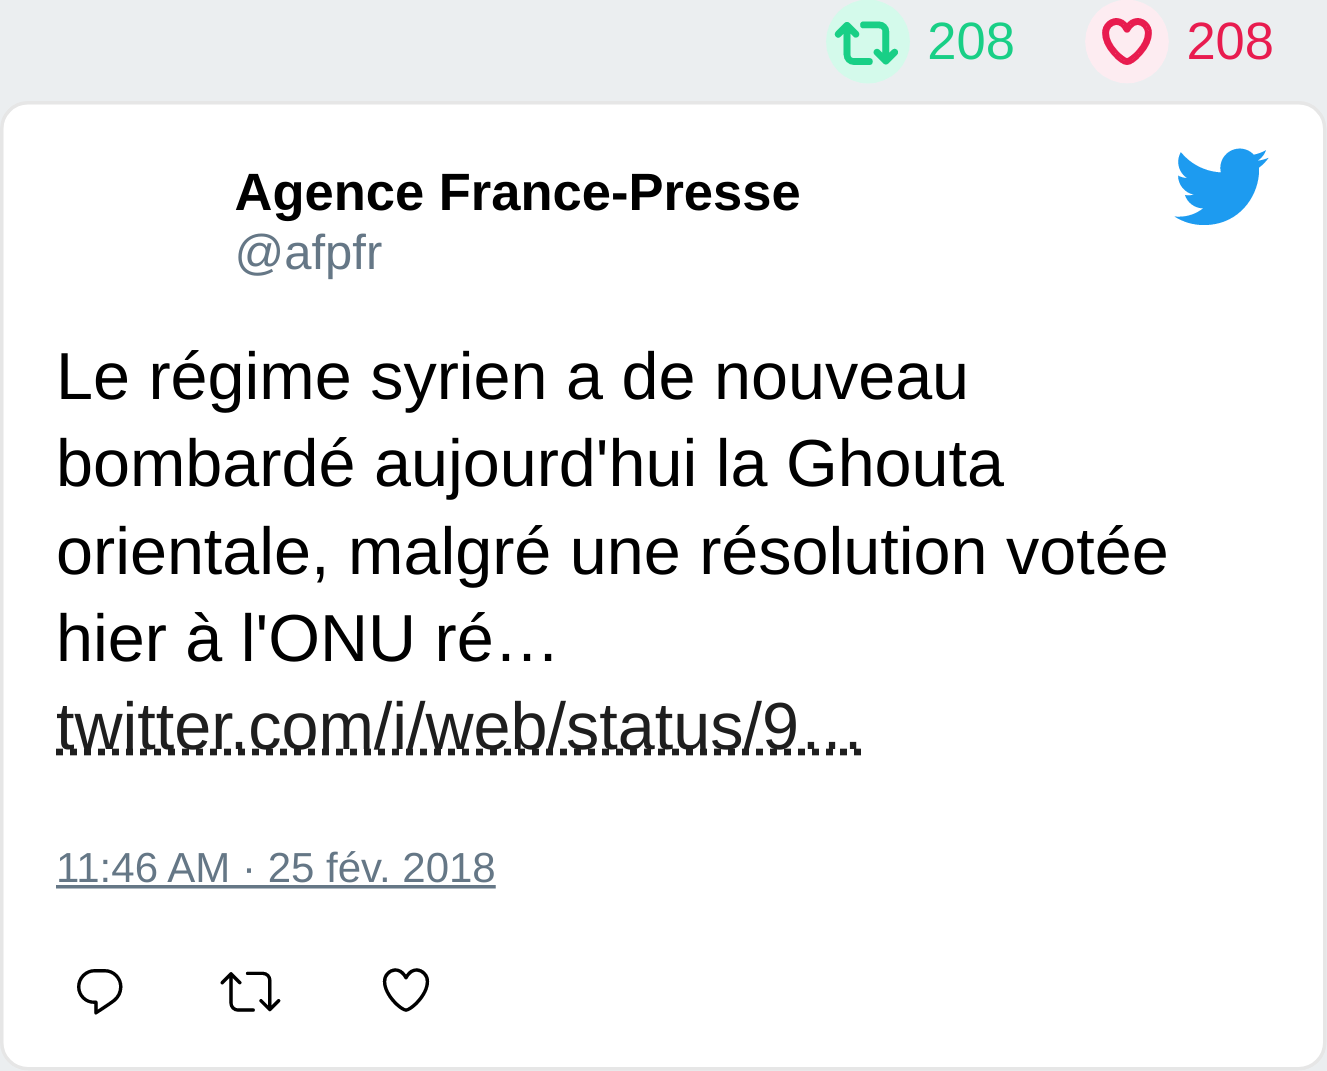 208 208
Agence France-Presse
@afpfr
Le régime syrien a de nouveau
bombardé aujourd'hui la Ghouta
orientale, malgré une résolution votée
hier à l'ONU ré…
twitter.com/i/web/status/9…
11:46 AM · 25 fév. 2018